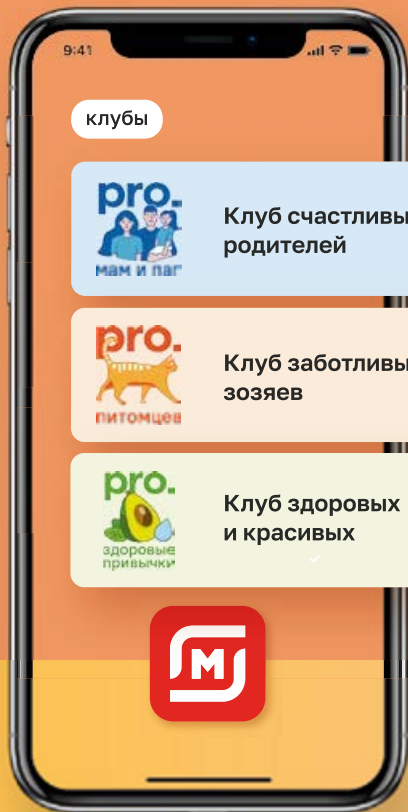 9:41
клубы
pro.
мам и пап
Клуб счастливы
родителей
pro.
питомцев
Клуб заботливы
зозяев
pro.
здоровые
привычки
Клуб здоровых
и красивых
М